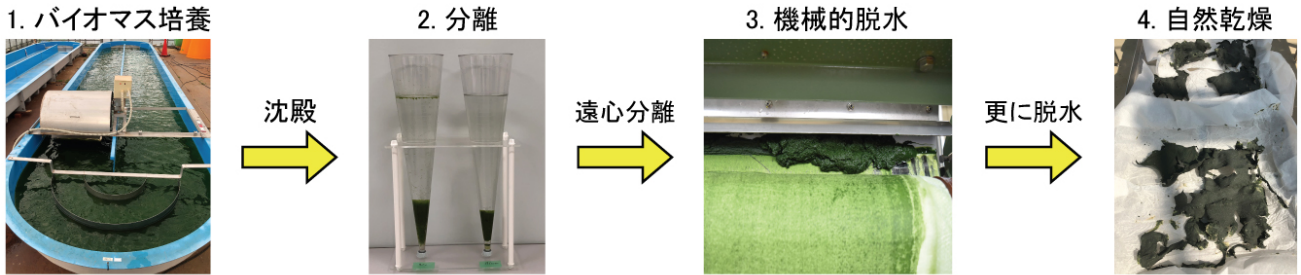 1. バイオマス培養
2. 分離
3. 機械的脱水
4. 自然乾燥
沈殿
遠心分離
更に脱水